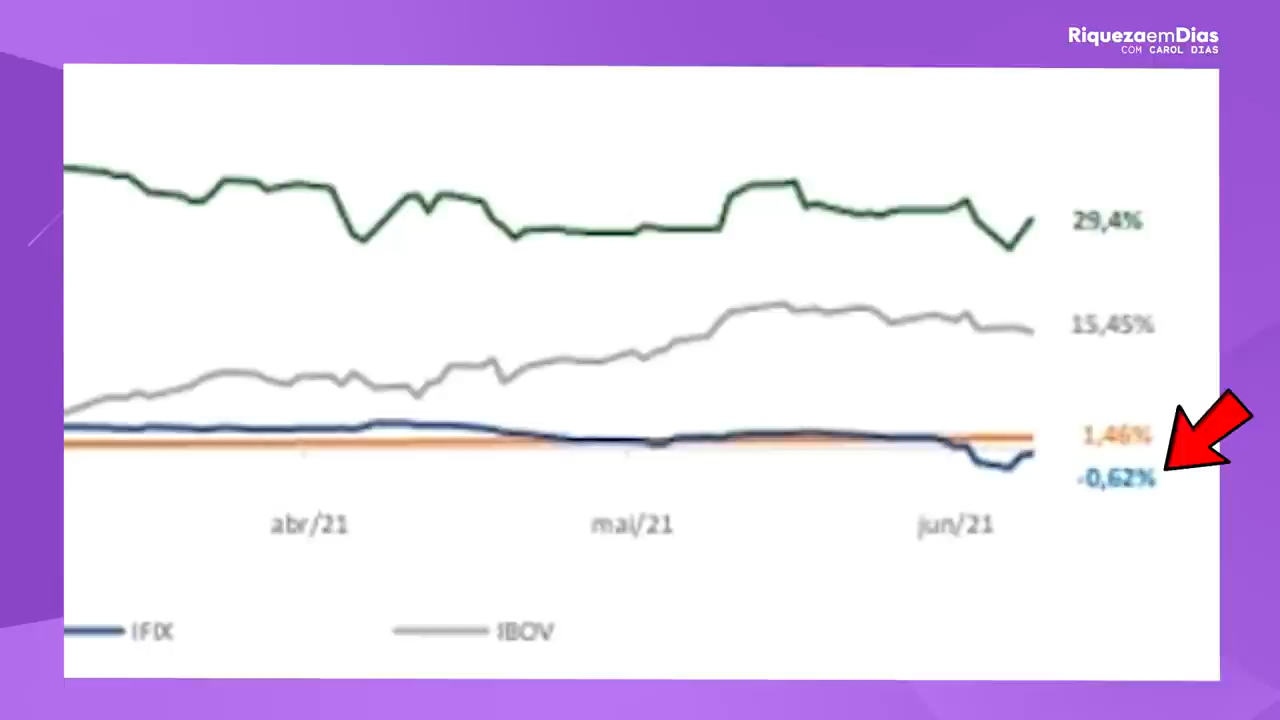 RiquezaemDias
COM CAROL DIAS
29,4%
15,45%
1,46%
-0,62%
abr/21 mai/21 jun/21
IFIX IBOV